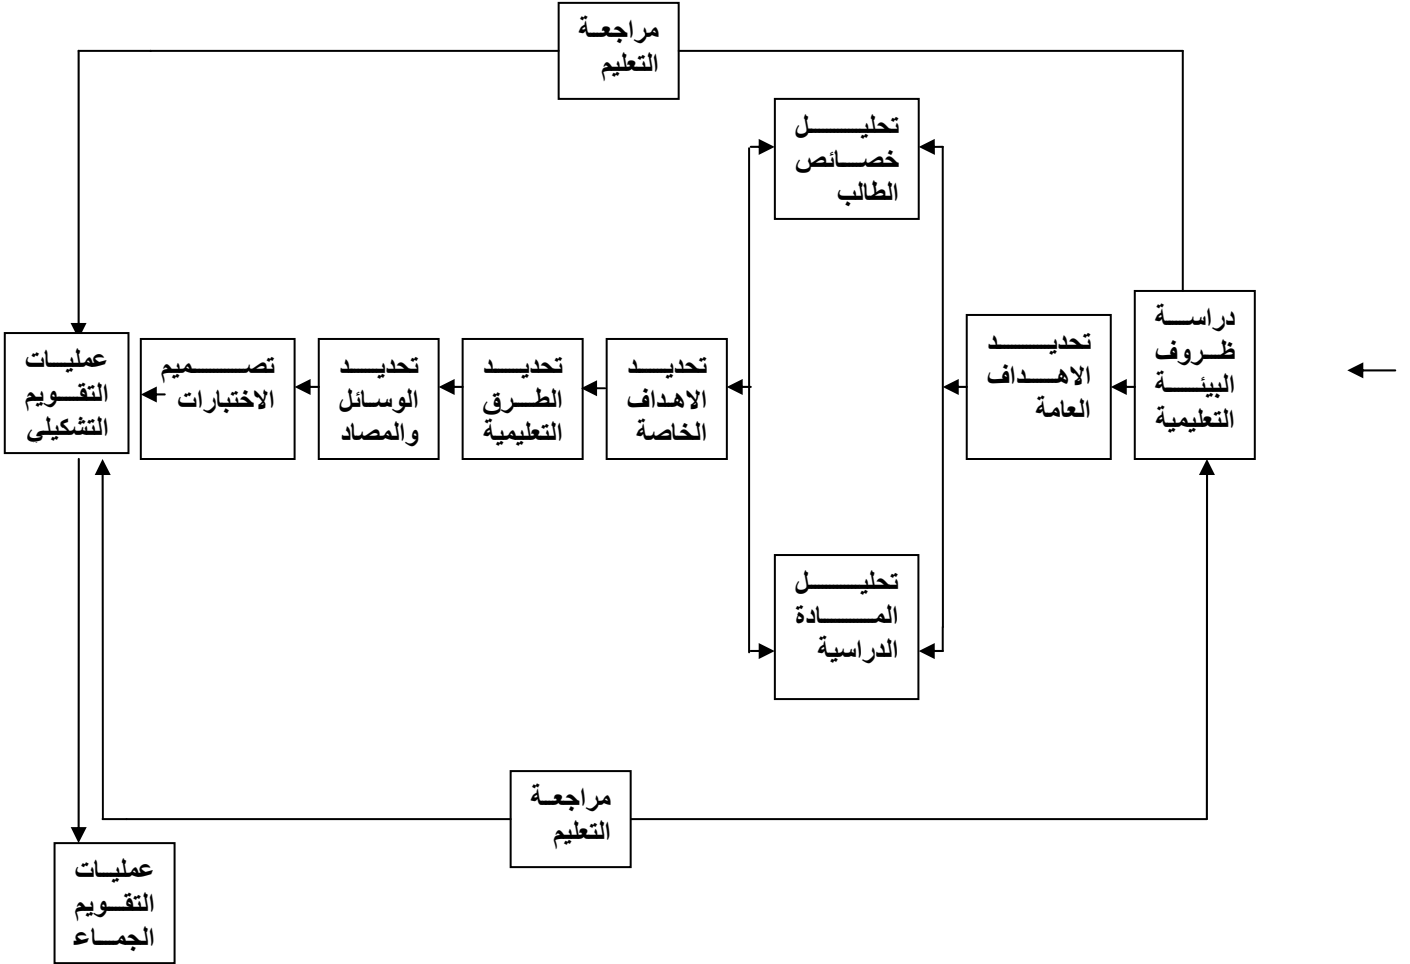 مراجعة
التعليم
تحليل
خصائص
الطالب
دراسة
ظروف
البيئة
التعليمية
تحديد
الاهداف
العامة
تحديد
الاهداف
الخاصة
تحديد
الطرق
التعليمية
تحديد
الوسائل
والمصاد
تصميم
الاختبارات
عمليات
التقويم
التشكيلى
تحليل
المادة
الدراسية
مراجعة
التعليم
عمليات
التقويم
الجماع